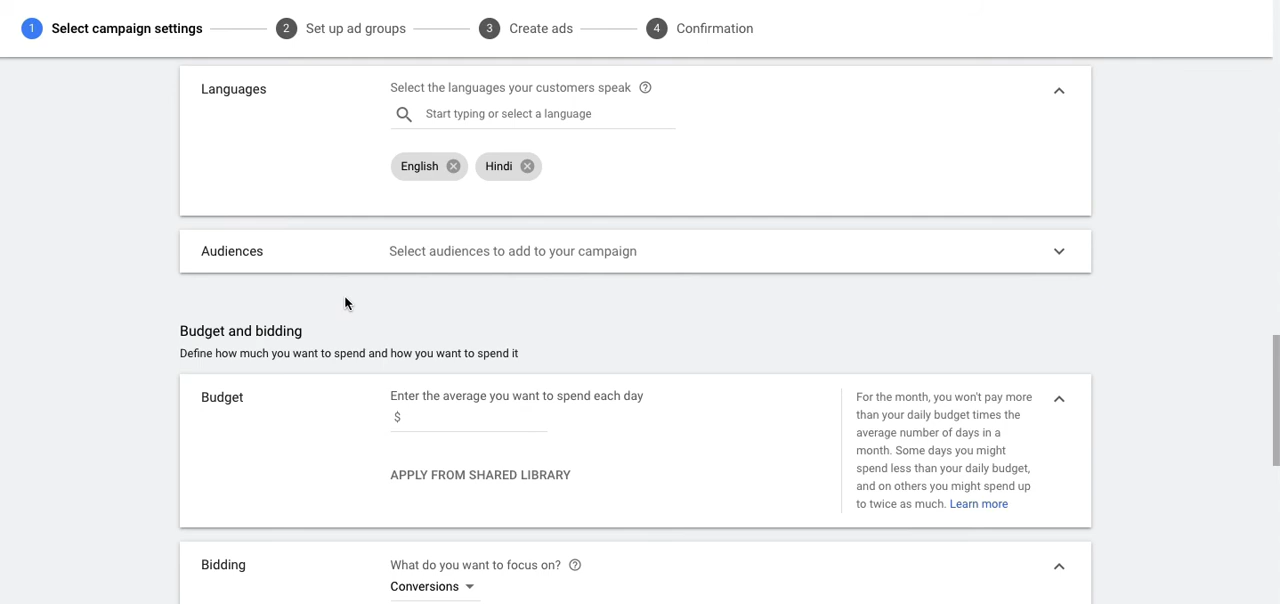 1 Select campaign settings 2 Set up ad groups 3 Create ads 4 Confirmation
Languages
Select the languages your customers speak
Start typing or select a language
English Hindi
Audiences Select audiences to add to your campaign
Budget and bidding
Define how much you want to spend and how you want to spend it
Budget
Enter the average you want to spend each day
$
APPLY FROM SHARED LIBRARY
For the month, you won't pay more
than your daily budget times the
average number of days in a
month. Some days you might
spend less than your daily budget,
and on others you might spend up
to twice as much. Learn more
Bidding
What do you want to focus on?
Conversions